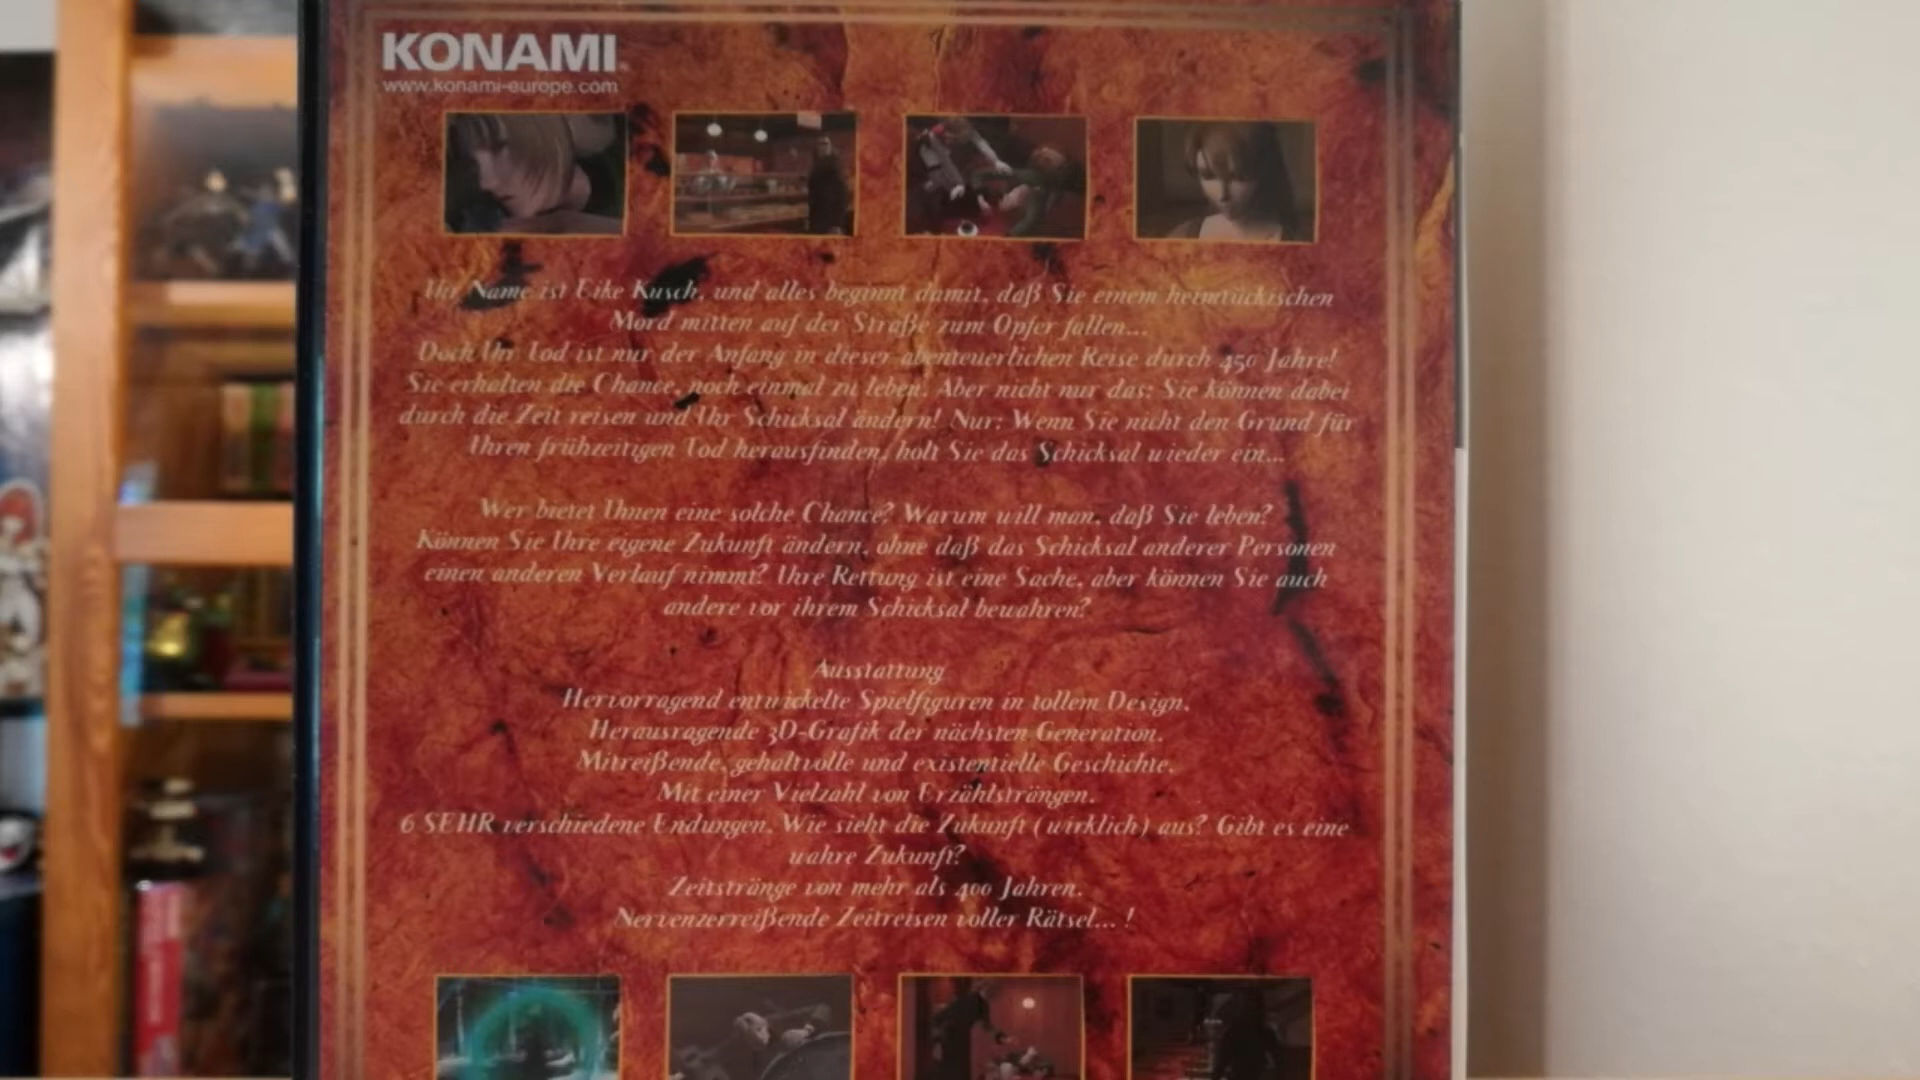 KONAMI
www.konami-europe.com
Ihr Name ist Eike Kusch, und alles beginnt damit, daß Sie einem heimtückischen
Mord mitten auf der Straße zum Opfer fallen...
Doch Ihr Tod ist nur der Anfang in dieser abenteuerlichen Reise durch 450 Jahre!
Sie erhalten die Chance, noch einmal zu leben. Aber nicht nur das: Sie können dabei
durch die Zeit reisen und Ihr Schicksal ändern! Nur: Wenn Sie nicht den Grund für
Ihren frühzeitigen Tod herausfinden, holt Sie das Schicksal wieder ein...
Wer bietet Ihnen eine solche Chance? Warum will man, daß Sie leben?
Können Sie Ihre eigene Zukunft ändern, ohne daß das Schicksal anderer Personen
einen anderen Verlauf nimmt? Ihre Rettung ist eine Sache, aber können Sie auch
andere vor ihrem Schicksal bewahren?
Ausstattung
Hervorragend entwickelte Spielfiguren in tollem Design.
Herausragende 3D-Grafik der nächsten Generation.
Mitreißende, gehaltvolle und existentielle Geschichte.
Mit einer Vielzahl von Erzählsträngen.
6 SEHR verschiedene Endungen. Wie sieht die Zukunft (wirklich) aus? Gibt es eine
wahre Zukunft?
Zeitstränge von mehr als 400 Jahren.
Nervenzerreißende Zeitreisen voller Rätsel... !